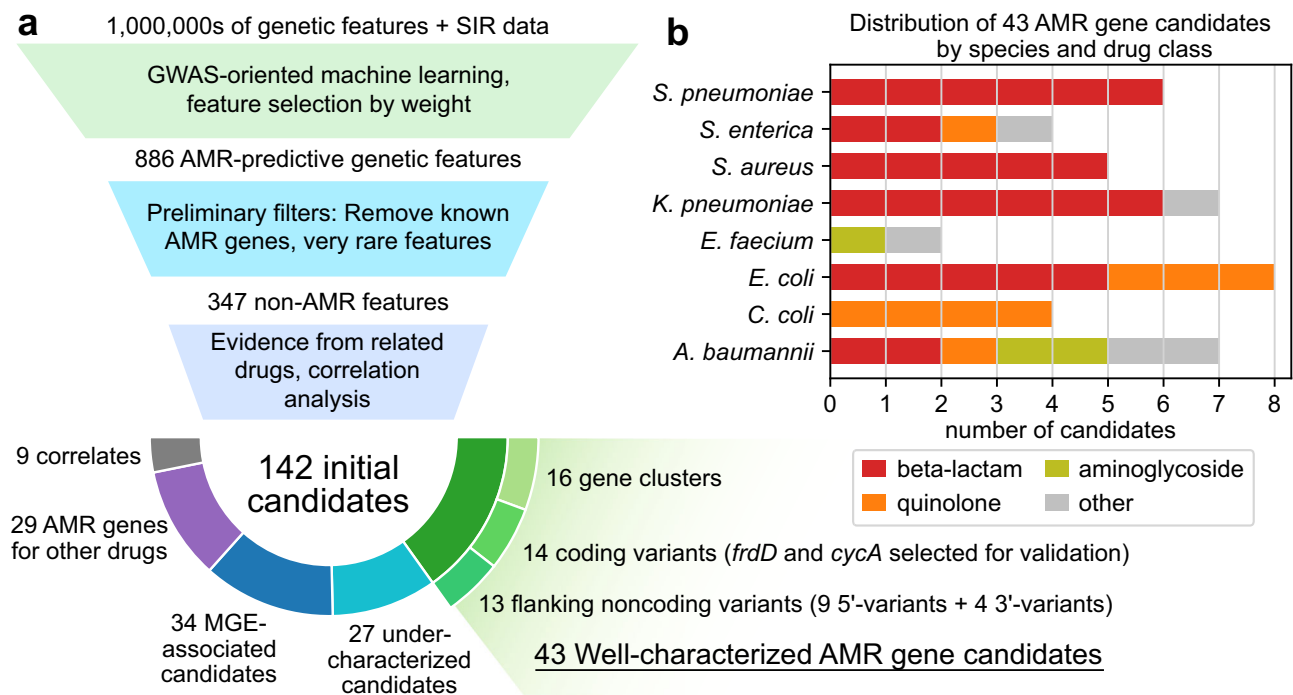 a
1,000,000s of genetic features + SIR data
GWAS-oriented machine learning,
feature selection by weight
886 AMR-predictive genetic features
Preliminary filters: Remove known
AMR genes, very rare features
347 non-AMR features
Evidence from related
drugs, correlation
analysis
142 initial
candidates
9 correlates
29 AMR genes
for other drugs
34 MGE-
associated
candidates
27 under-
characterized
candidates
16 gene clusters
14 coding variants (frdD and cycA selected for validation)
13 flanking noncoding variants (9 5'-variants + 4 3'-variants)
43 Well-characterized AMR gene candidates
b
Distribution of 43 AMR gene candidates
by species and drug class
S. pneumoniae
S. enterica
S. aureus
K. pneumoniae
E. faecium
E. coli
C. coli
A. baumannii
0 1 2 3 4 5 6 7 8
number of candidates
beta-lactam
quinolone
aminoglycoside
other